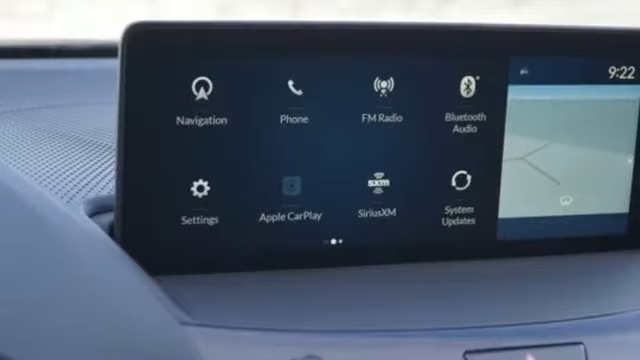 9:22
Navigation
Phone
FM Radio
Bluetooth
Audio
sxm
Settings
Apple CarPlay
SiriusXM
System
Updates